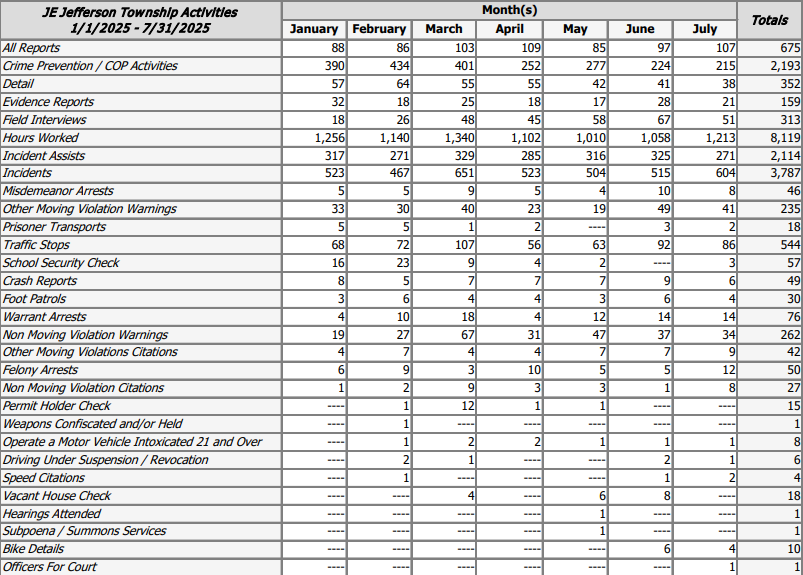 JE Jefferson Township Activities
1/1/2025 - 7/31/2025
Month(s)
Totals
January February March April May June July
All Reports 88 86 103 109 85 97 107 675
Crime Prevention / COP Activities 390 434 401 252 277 224 215 2,193
Detail 57 64 55 55 42 41 38 352
Evidence Reports 32 18 25 18 17 28 21 159
Field Interviews 18 26 48 45 58 67 51 313
Hours Worked 1,256 1,140 1,340 1,102 1,010 1,058 1,213 8,119
Incident Assists 317 271 329 285 316 325 271 2,114
Incidents 523 467 651 523 504 515 604 3,787
Misdemeanor Arrests 5 5 9 5 4 10 8 46
Other Moving Violation Warnings 33 30 40 23 19 49 41 235
Prisoner Transports 5 5 1 2 ---- 3 2 18
Traffic Stops 68 72 107 56 63 92 86 544
School Security Check 16 23 9 4 2 ---- 3 57
Crash Reports 8 5 7 7 7 9 6 49
Foot Patrols 3 6 4 4 3 6 4 30
Warrant Arrests 4 10 18 4 12 14 14 76
Non Moving Violation Warnings 19 27 67 31 47 37 34 262
Other Moving Violations Citations 4 7 4 4 7 7 9 42
Felony Arrests 6 9 3 10 5 5 12 50
Non Moving Violation Citations 1 2 9 3 3 1 8 27
Permit Holder Check ---- 1 12 1 1 ---- ---- 15
Weapons Confiscated and/or Held ---- 1 ---- ---- ---- ---- ---- 1
Operate a Motor Vehicle Intoxicated 21 and Over ---- 1 2 2 1 1 1 8
Driving Under Suspension / Revocation ---- 2 1 ---- ---- 2 1 6
Speed Citations ---- 1 ---- ---- ---- 1 2 4
Vacant House Check ---- ---- 4 ---- 6 8 ---- 18
Hearings Attended ---- ---- ---- ---- 1 ---- ---- 1
Subpoena / Summons Services ---- ---- ---- ---- 1 ---- ---- 1
Bike Details ---- ---- ---- ---- ---- 6 4 10
Officers For Court ---- ---- ---- ---- ---- ---- 1 1